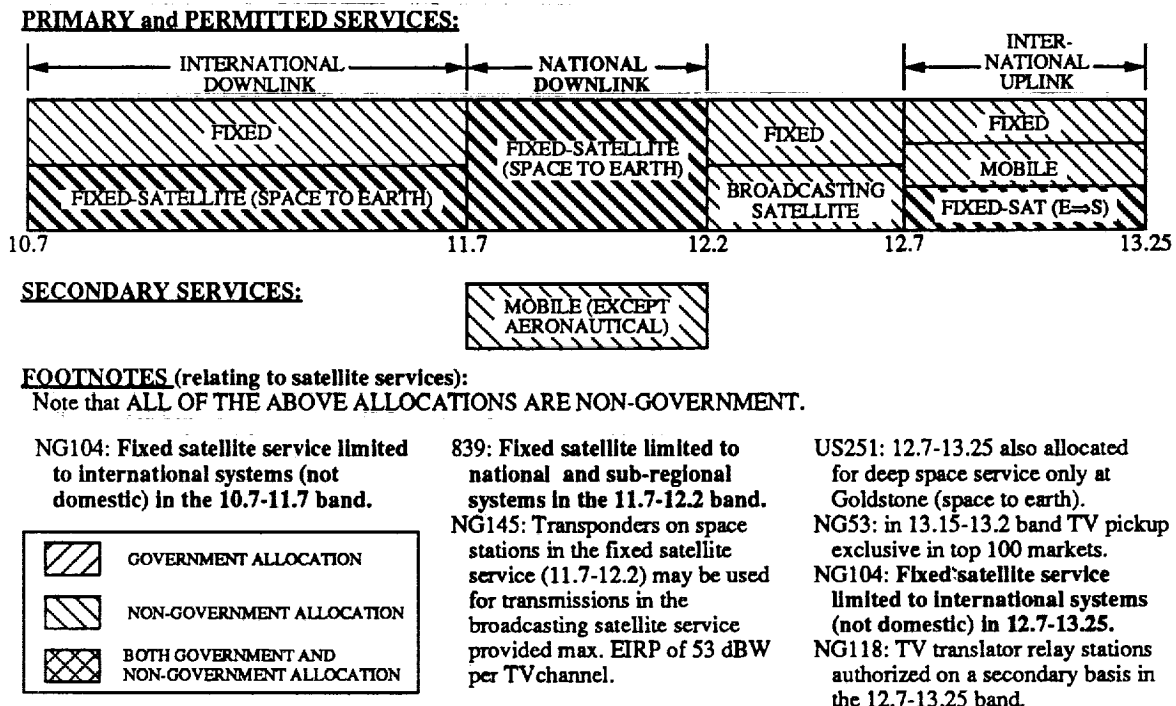 PRIMARY and PERMITTED SERVICES:
INTERNATIONAL
DOWNLINK
NATIONAL
DOWNLINK
INTER-
NATIONAL
UPLINK
FIXED
FIXED-SATELLITE (SPACE TO EARTH)
FIXED-SATELLITE
(SPACE TO EARTH)
FIXED
BROADCASTING
SATELLITE
FIXED
MOBILE
FIXED-SAT (E⇒S)
10.7
11.7
12.2
12.7
13.25
SECONDARY SERVICES:
MOBILE (EXCEPT
AERONAUTICAL)
FOOTNOTES (relating to satellite services):
Note that ALL OF THE ABOVE ALLOCATIONS ARE NON-GOVERNMENT.
NG104: Fixed satellite service limited
to international systems (not
domestic) in the 10.7-11.7 band.
GOVERNMENT ALLOCATION
NON-GOVERNMENT ALLOCATION
BOTH GOVERNMENT AND
NON-GOVERNMENT ALLOCATION
839: Fixed satellite limited to
national and sub-regional
systems in the 11.7-12.2 band.
NG145: Transponders on space
stations in the fixed satellite
service (11.7-12.2) may be used
for transmissions in the
broadcasting satellite service
provided max. EIRP of 53 dBW
per TVchannel.
US251: 12.7-13.25 also allocated
for deep space service only at
Goldstone (space to earth).
NG53: in 13.15-13.2 band TV pickup
exclusive in top 100 markets.
NG104: Fixed satellite service
limited to international systems
(not domestic) in 12.7-13.25.
NG118: TV translator relay stations
authorized on a secondary basis in
the 12.7-13.25 band.